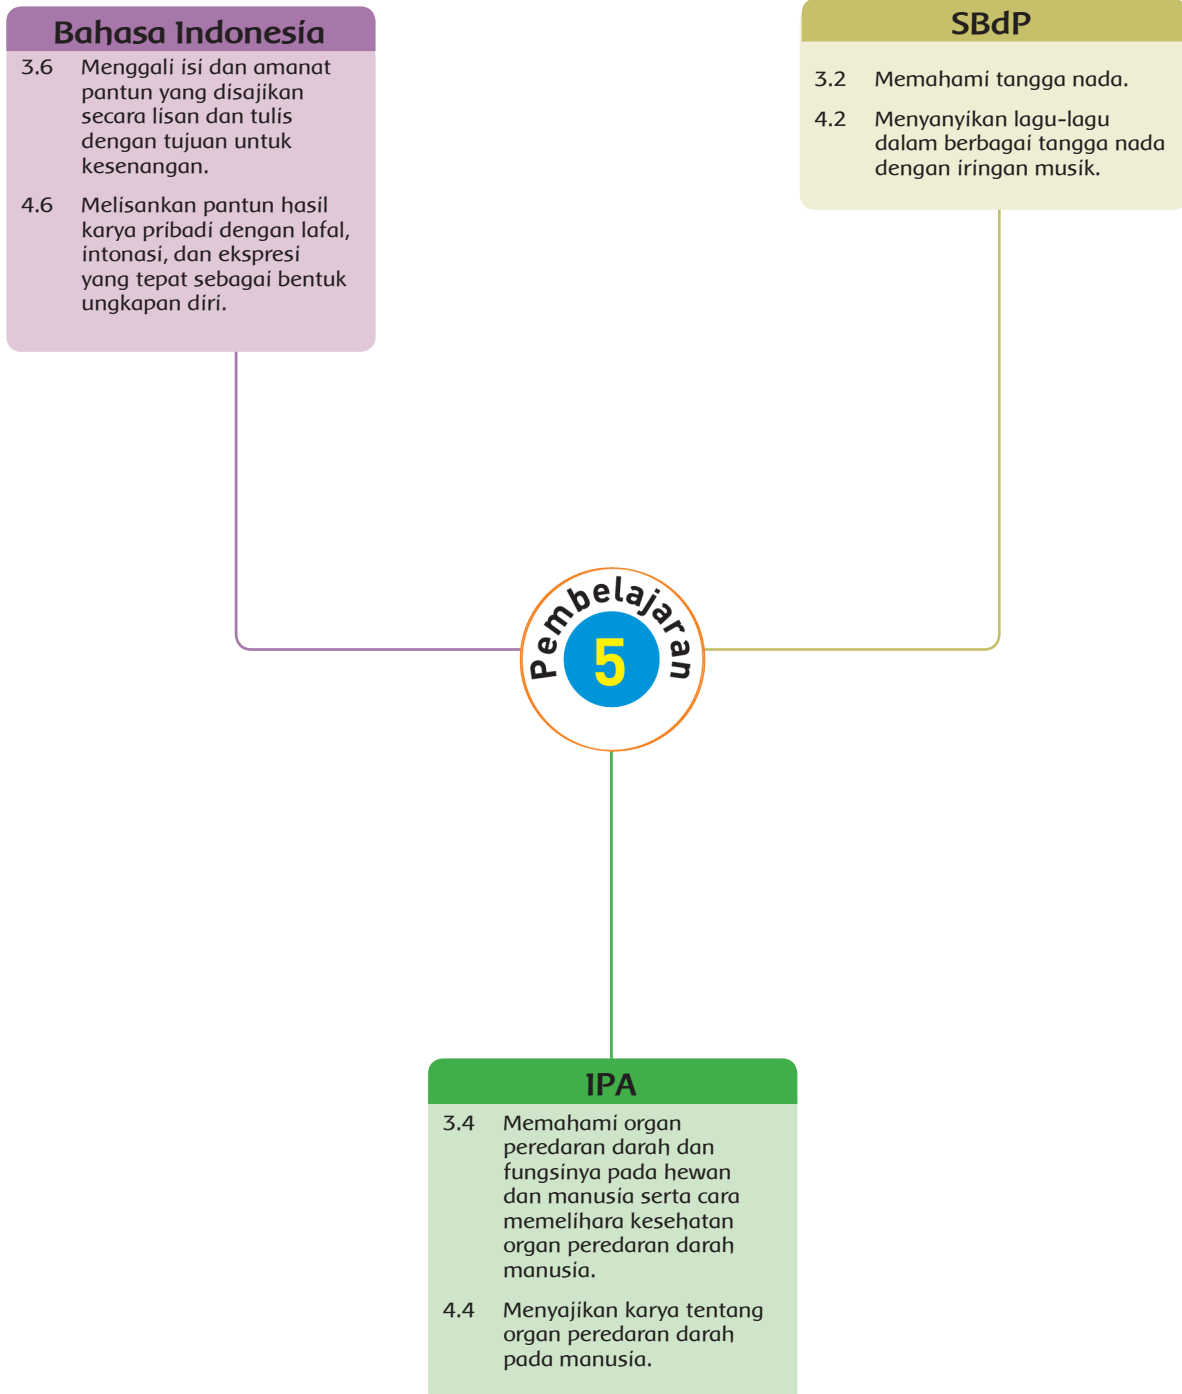 Bahasa Indonesia
3.6 Menggali isi dan amanat
pantun yang disajikan
secara lisan dan tulis
dengan tujuan untuk
kesenangan.
4.6 Melisankan pantun hasil
karya pribadi dengan lafal,
intonasi, dan ekspresi
yang tepat sebagai bentuk
ungkapan diri.
SBdP
3.2 Memahami tangga nada.
4.2 Menyanyikan lagu-lagu
dalam berbagai tangga nada
dengan iringan musik.
Pembelajaran
5
IPA
3.4 Memahami organ
peredaran darah dan
fungsinya pada hewan
dan manusia serta cara
memelihara kesehatan
organ peredaran darah
manusia.
4.4 Menyajikan karya tentang
organ peredaran darah
pada manusia.